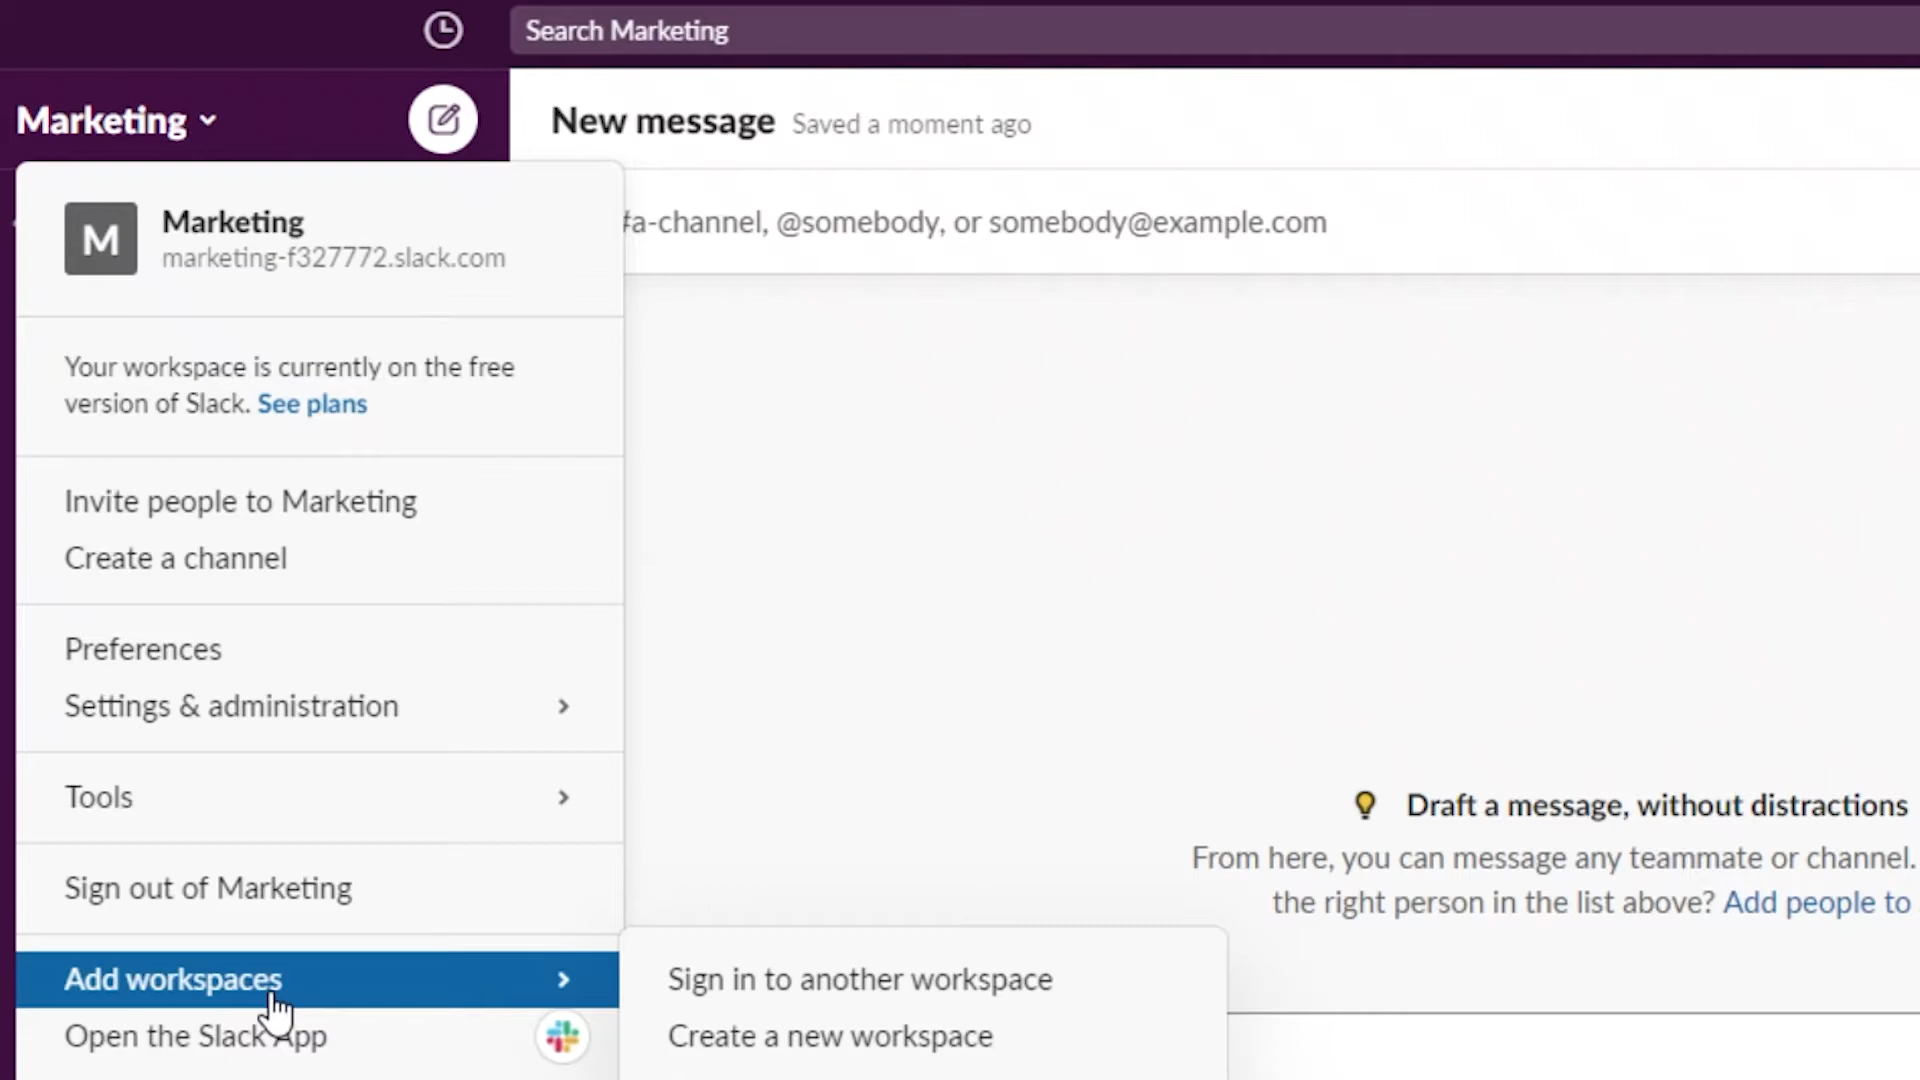 Search Marketing
Marketing
New message Saved a moment ago
M
Marketing
marketing-f327772.slack.com
#a-channel, @somebody, or somebody@example.com
Your workspace is currently on the free
version of Slack. See plans
Invite people to Marketing
Create a channel
Preferences
Settings & administration
Tools
Sign out of Marketing
Add workspaces
Open the Slack App
Sign in to another workspace
Create a new workspace
Draft a message, without distractions
From here, you can message any teammate or channel.
the right person in the list above? Add people to